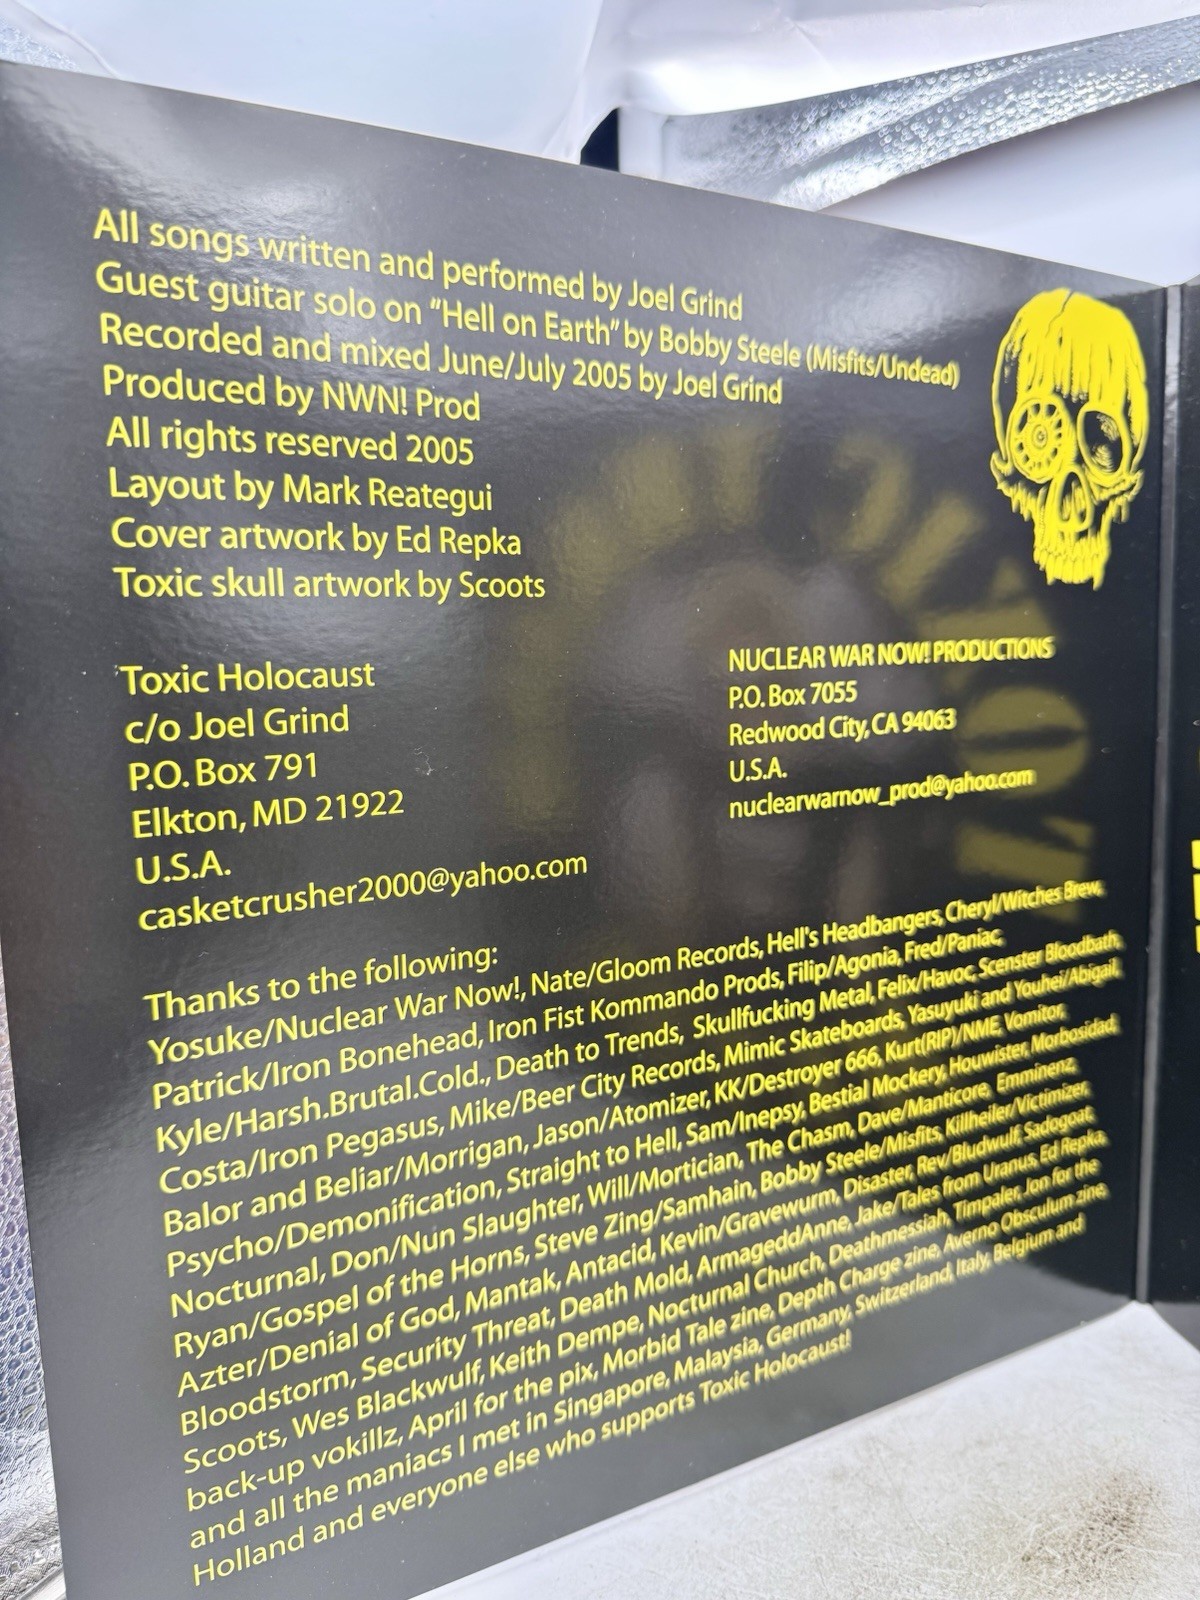 All songs written and performed by Joel Grind
Guest guitar solo on "Hell on Earth" by Bobby Steele (Misfits/Undead)
Recorded and mixed June/July 2005 by Joel Grind
Produced by NWN! Prod
All rights reserved 2005
Layout by Mark Reategui
Cover artwork by Ed Repka
Toxic skull artwork by Scoots
Toxic Holocaust
c/o Joel Grind
P.O. Box 791
Elkton, MD 21922
U.S.A.
casketcrusher2000@yahoo.com
NUCLEAR WAR NOW! PRODUCTIONS
P.O. Box 7055
Redwood City, CA 94063
U.S.A.
nuclearwarnow_prod@yahoo.com
Thanks to the following:
Yosuke/Nuclear War Now!, Nate/Gloom Records, Hell's Headbangers, Cheryl/Witches Brew,
Patrick/Iron Bonehead, Iron Fist Kommando Prods, Filip/Agonia, Fred/Paniac,
Kyle/Harsh.Brutal.Cold., Death to Trends, Skullfucking Metal, Felix/Havoc, Scenster Bloodbath,
Costa/Iron Pegasus, Mike/Beer City Records, Mimic Skateboards, Yasuyuki and Youhei/Abigail,
Balor and Beliar/Morrigan, Jason/Atomizer, KK/Destroyer 666, Kurt(RIP)/NME, Vomitor,
Psycho/Demonification, Straight to Hell, Sam/Inepsy, Bestial Mockery, Houwister, Morbosidad,
Nocturnal, Don/Nun Slaughter, Will/Mortician, The Chasm, Dave/Manticore, Emminenz,
Ryan/Gospel of the Horns, Steve Zing/Samhain, Bobby Steele/Misfits, Killheiler/Victimizer,
Azter/Denial of God, Mantak, Antacid, Kevin/Gravewurm, Disaster, Rev/Bludwulf, Sadogoat,
Bloodstorm, Security Threat, Death Mold, ArmageddAnne, Jake/Tales from Uranus, Ed Repka,
Scoots, Wes Blackwulf, Keith Dempe, Nocturnal Church, Deathmessiah, Timpaler, Jon for the
back-up vokillz, April for the pix, Morbid Tale zine, Depth Charge zine, Averno Obsculum zine,
and all the maniacs I met in Singapore, Malaysia, Germany, Switzerland, Italy, Belgium and
Holland and everyone else who supports Toxic Holocaust!